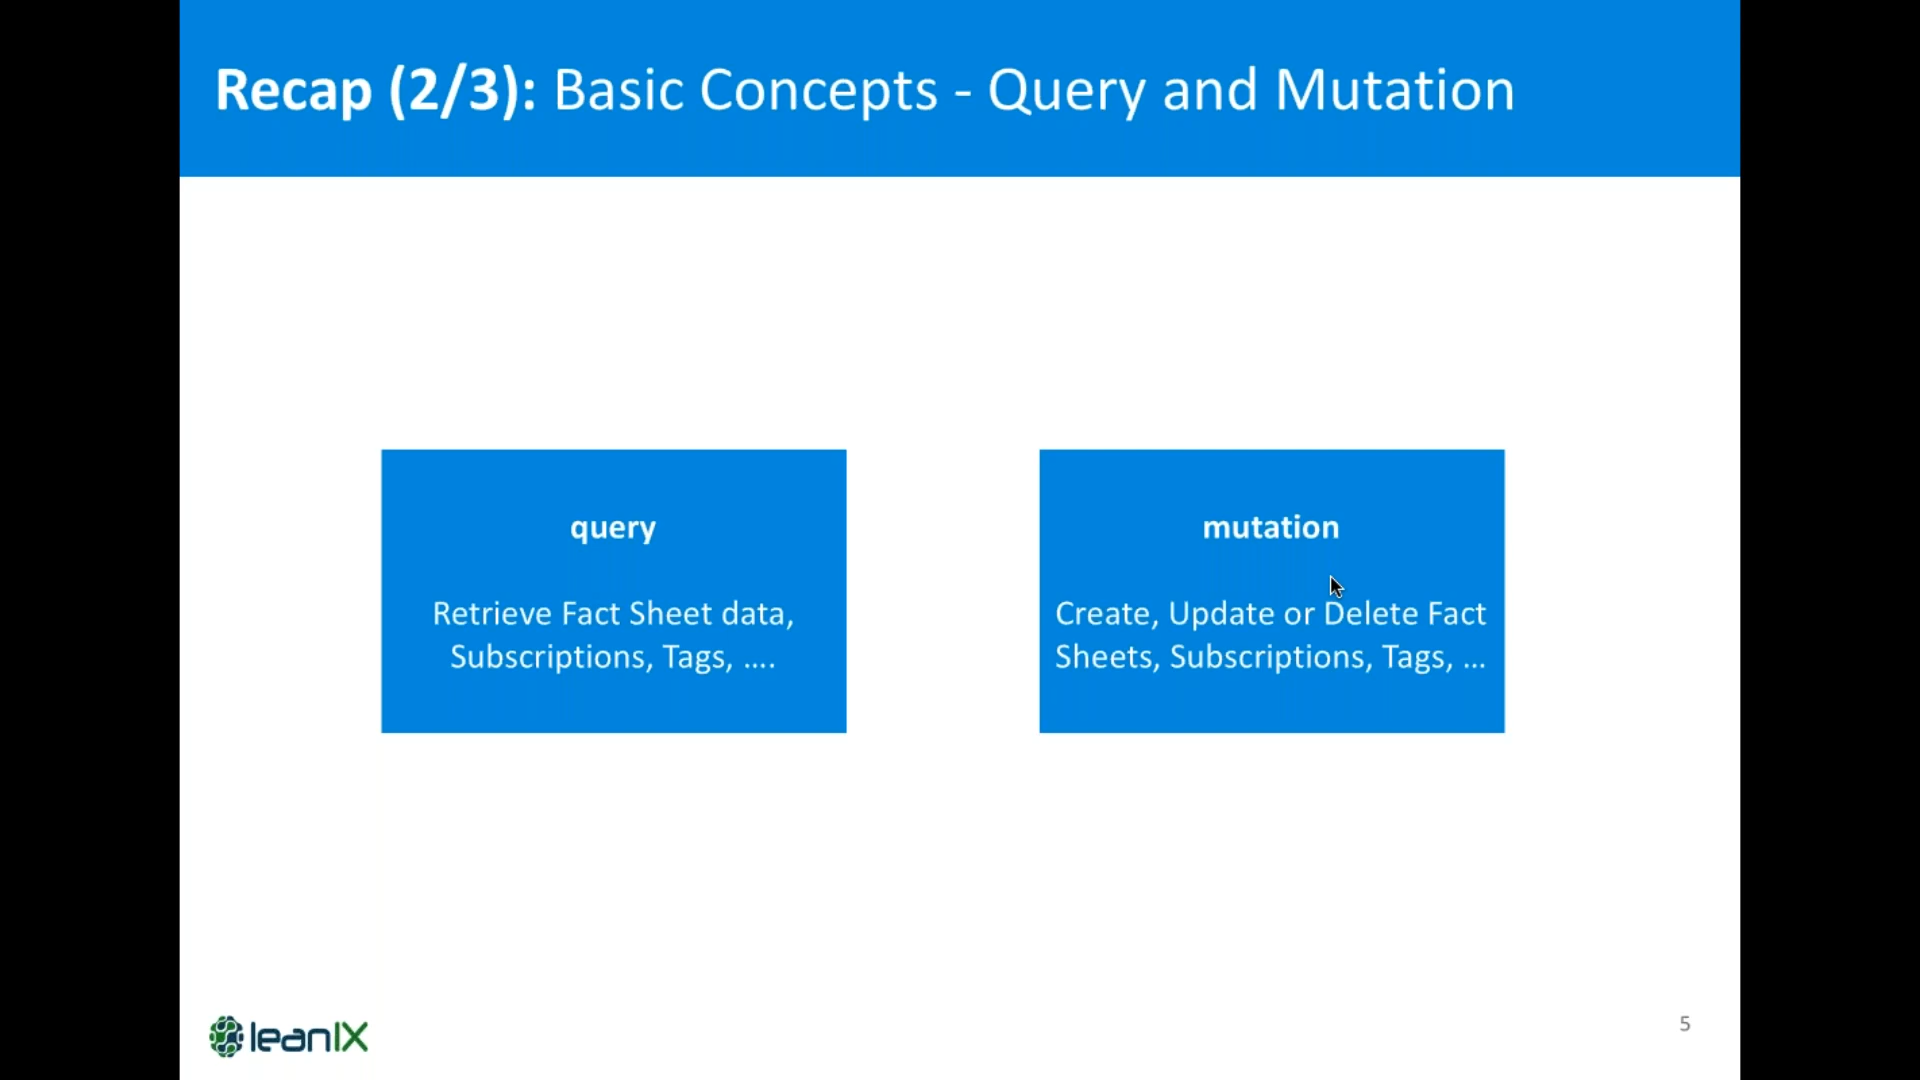 Recap (2/3): Basic Concepts - Query and Mutation
query
Retrieve Fact Sheet data,
Subscriptions, Tags, ....
mutation
Create, Update or Delete Fact
Sheets, Subscriptions, Tags, ...
leanIX
5